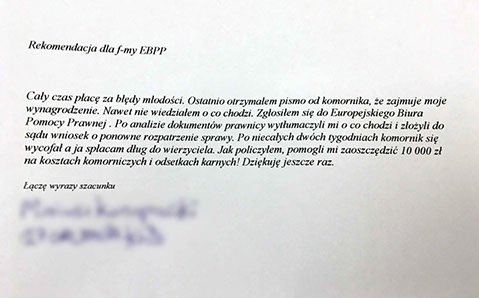 Rekomendacja dla f-my EBPP
Cały czas płacę za błędy młodości. Ostatnio otrzymałem pismo od komornika, że zajmuje moje
wynagrodzenie. Nawet nie wiedziałem o co chodzi. Zgłosiłem się do Europejskiego Biura
Pomocy Prawnej . Po analizie dokumentów prawnicy wytłumaczyli mi o co chodzi i złożyli do
sądu wniosek o ponowne rozpatrzenie sprawy. Po niecałych dwóch tygodniach komornik się
wycofał a ja spłacam dług do wierzyciela. Jak policzyłem, pomogli mi zaoszczędzić 10 000 zł
na kosztach komorniczych i odsetkach karnych! Dziękuję jeszcze raz.
Łączę wyrazy szacunku